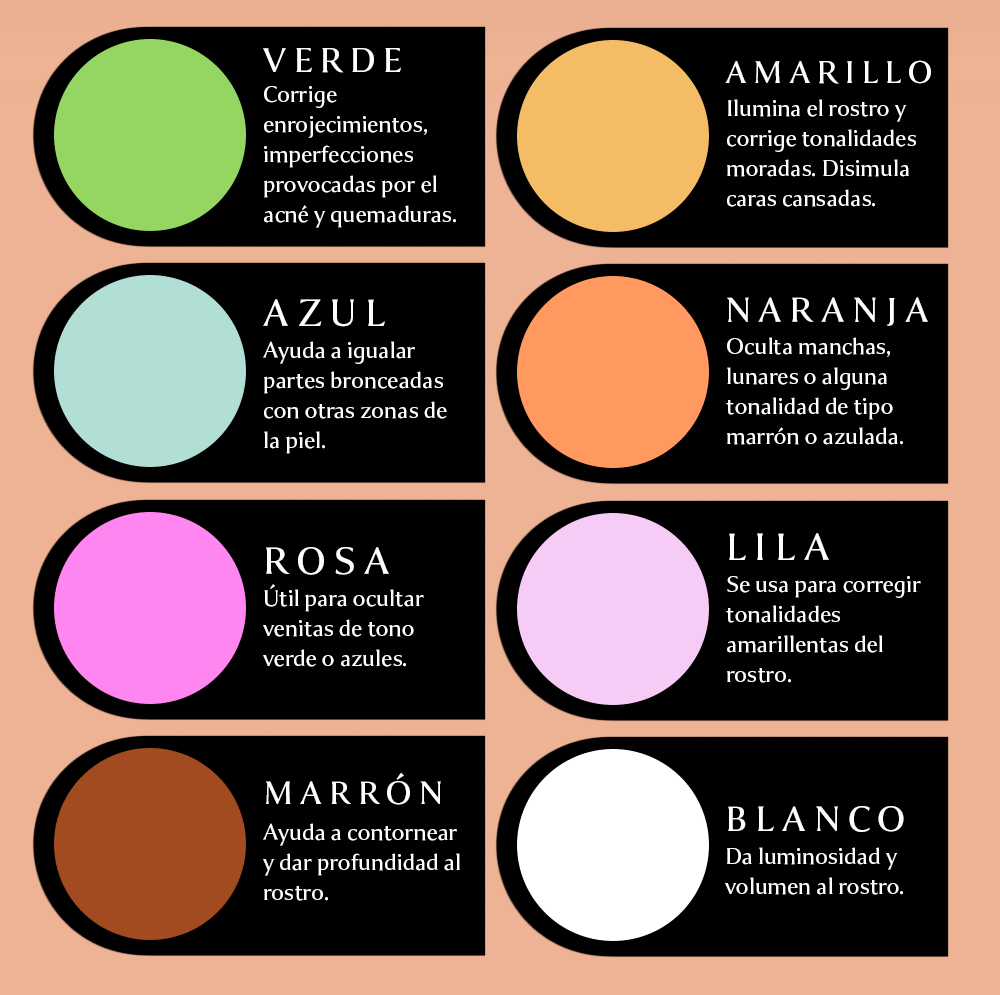 VERDE
Corrige
enrojecimientos,
imperfecciones
provocadas por el
acné y quemaduras.
AMARILLO
Ilumina el rostro y
corrige tonalidades
moradas. Disimula
caras cansadas.
AZUL
Ayuda a igualar
partes bronceadas
con otras zonas de
la piel.
NARANJA
Oculta manchas,
lunares o alguna
tonalidad de tipo
marrón o azulada.
ROSA
Útil para ocultar
venitas de tono
verde o azules.
LILA
Se usa para corregir
tonalidades
amarillentas del
rostro.
MARRÓN
Ayuda a contornear
y dar profundidad al
rostro.
BLANCO
Da luminosidad y
volumen al rostro.